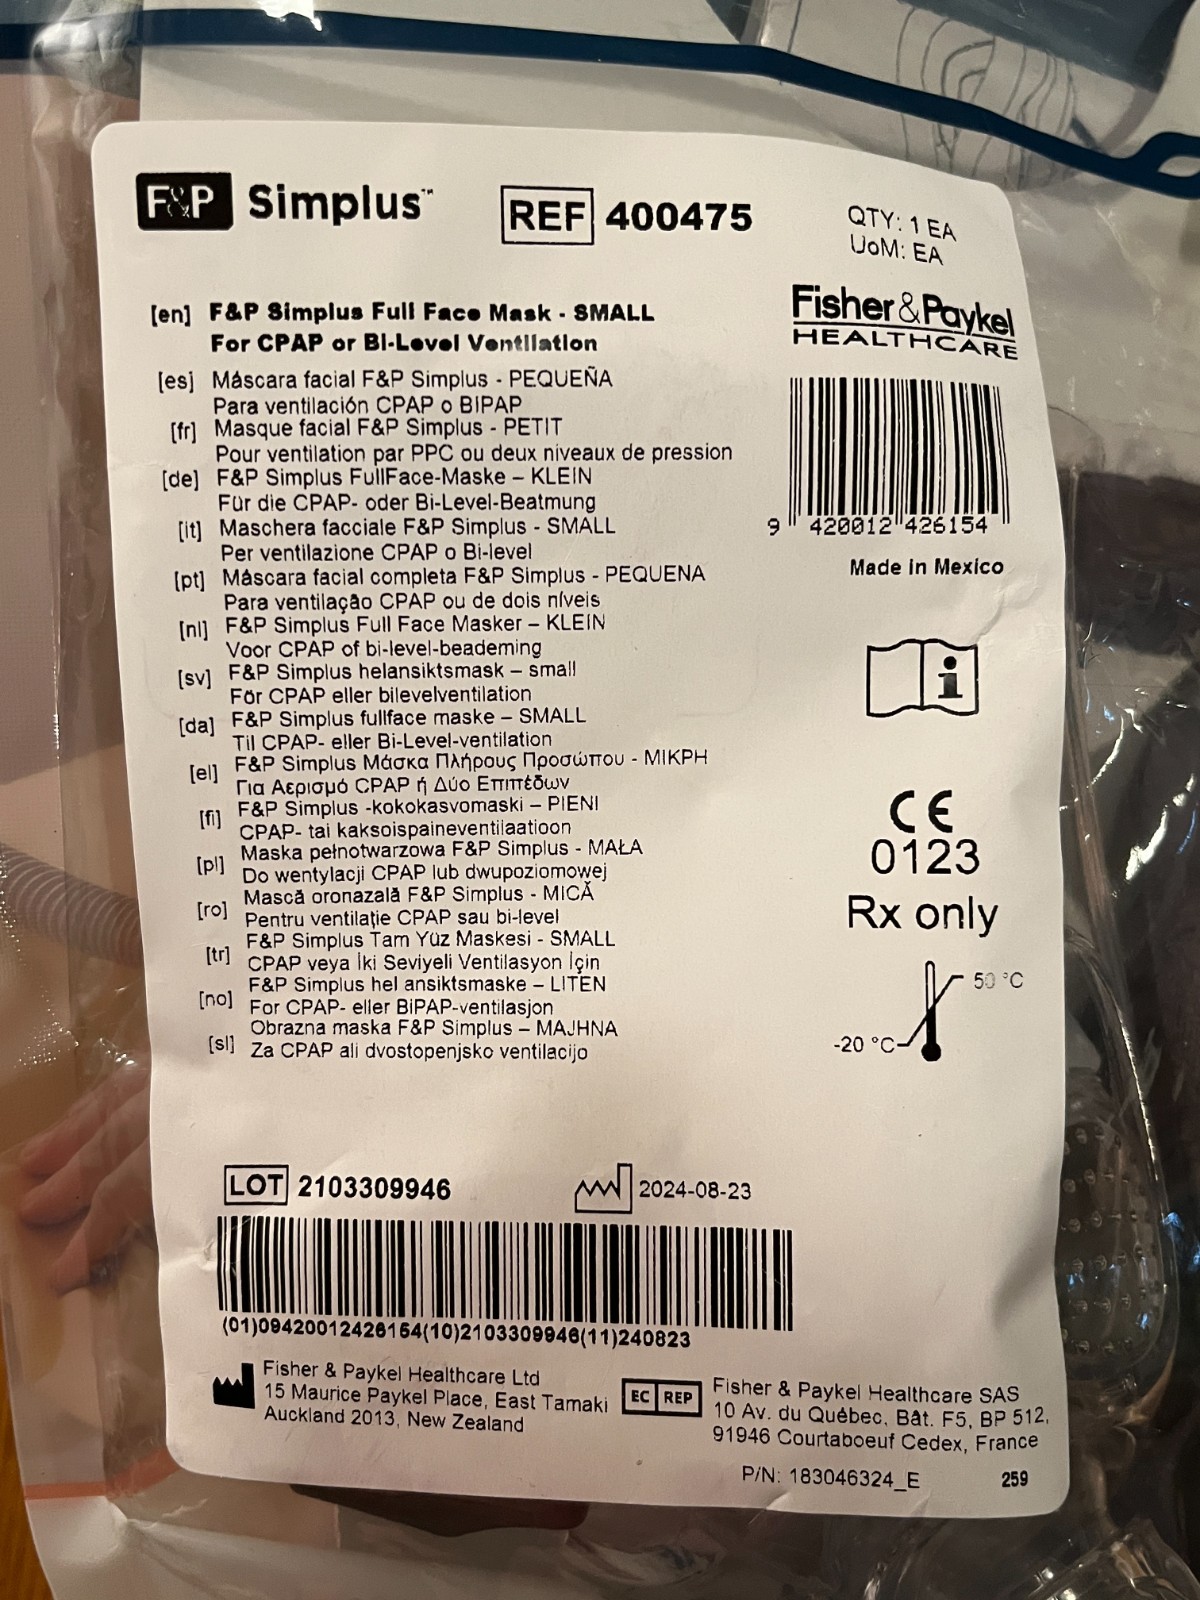 F&P Simplus™
REF 400475
QTY: 1 EA
UoM: EA
Fisher & Paykel
HEALTHCARE
[en] F&P Simplus Full Face Mask - SMALL
For CPAP or Bi-Level Ventilation
[es] Máscara facial F&P Simplus - PEQUEÑA
Para ventilación CPAP o BIPAP
[fr] Masque facial F&P Simplus - PETIT
Pour ventilation par PPC ou deux niveaux de pression
[de] F&P Simplus FullFace-Maske – KLEIN
Für die CPAP- oder Bi-Level-Beatmung
[it] Maschera facciale F&P Simplus - SMALL
Per ventilazione CPAP o Bi-level
[pt] Máscara facial completa F&P Simplus - PEQUENA
Para ventilação CPAP ou de dois níveis
[nl] F&P Simplus Full Face Masker – KLEIN
Voor CPAP of bi-level-beademing
[sv] F&P Simplus helansiktsmask – small
För CPAP eller bilevelventilation
[da] F&P Simplus fullface maske – SMALL
Til CPAP- eller Bi-Level-ventilation
[el] F&P Simplus Μάσκα Πλήρους Προσώπου - ΜΙΚΡΗ
Για Αερισμό CPAP ή Δύο Επιπέδων
[fi] F&P Simplus -kokokasvomaski – PIENI
CPAP- tai kaksoispaineventilaatioon
[pl] Maska pełnotwarzowa F&P Simplus - MAŁA
Do wentylacji CPAP lub dwupoziomowej
[ro] Mască oronazală F&P Simplus - MICĂ
Pentru ventilație CPAP sau bi-level
[tr] F&P Simplus Tam Yüz Maskesi - SMALL
CPAP veya İki Seviyeli Ventilasyon İçin
[no] F&P Simplus hel ansiktsmaske – LITEN
For CPAP- eller BiPAP-ventilasjon
[sl] Obrazna maska F&P Simplus – MAJHNA
Za CPAP ali dvostopenjsko ventilacijo
9 420012 426154
Made in Mexico
i
CE
0123
Rx only
50 °C
-20 °C
LOT 2103309946
2024-08-23
(01)09420012426154(10)2103309946(11)240823
Fisher & Paykel Healthcare Ltd
15 Maurice Paykel Place, East Tamaki
Auckland 2013, New Zealand
EC REP
Fisher & Paykel Healthcare SAS
10 Av. du Québec, Bât. F5, BP 512,
91946 Courtaboeuf Cedex, France
P/N: 183046324_E
259